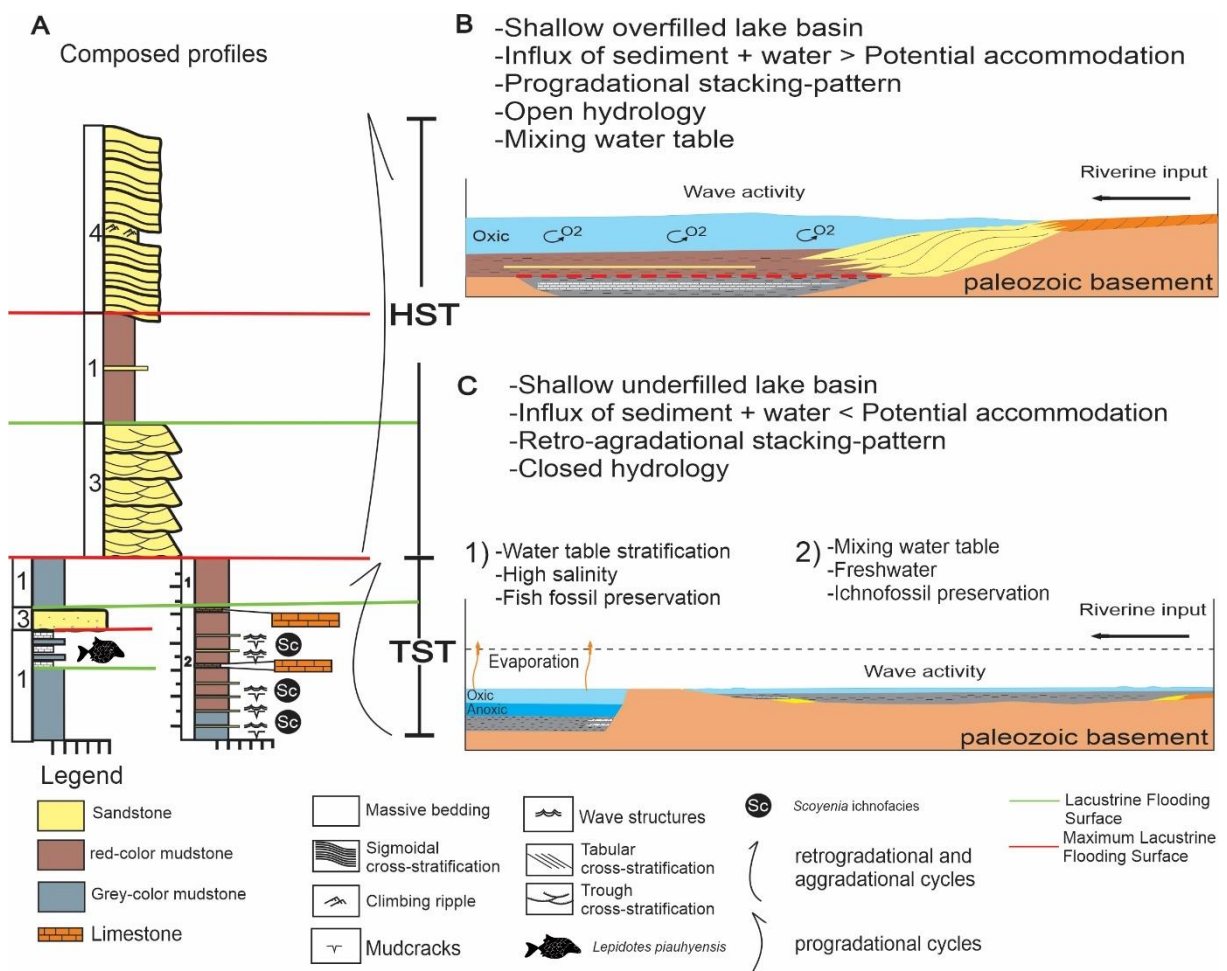 A
Composed profiles
4
1
3
1
3
1
1
2
Sc
Sc
Sc
HST
TST
B
-Shallow overfilled lake basin
-Influx of sediment + water > Potential accommodation
-Progradational stacking-pattern
-Open hydrology
-Mixing water table
Riverine input
Wave activity
Oxic
O2
O2
O2
paleozoic basement
C
-Shallow underfilled lake basin
-Influx of sediment + water < Potential accommodation
-Retro-agradational stacking-pattern
-Closed hydrology
1) -Water table stratification
-High salinity
-Fish fossil preservation
2) -Mixing water table
-Freshwater
-Ichnofossil preservation
Riverine input
Evaporation
Wave activity
Oxic
Anoxic
paleozoic basement
Legend
Sandstone
red-color mudstone
Grey-color mudstone
Limestone
Massive bedding
Sigmoidal
cross-stratification
Climbing ripple
Mudcracks
Wave structures
Tabular
cross-stratification
Trough
cross-stratification
Lepidotes piauhyensis
Sc
Scoyenia ichnofacies
retrogradational and
aggradational cycles
progradational cycles
Lacustrine Flooding
Surface
Maximum Lacustrine
Flooding Surface